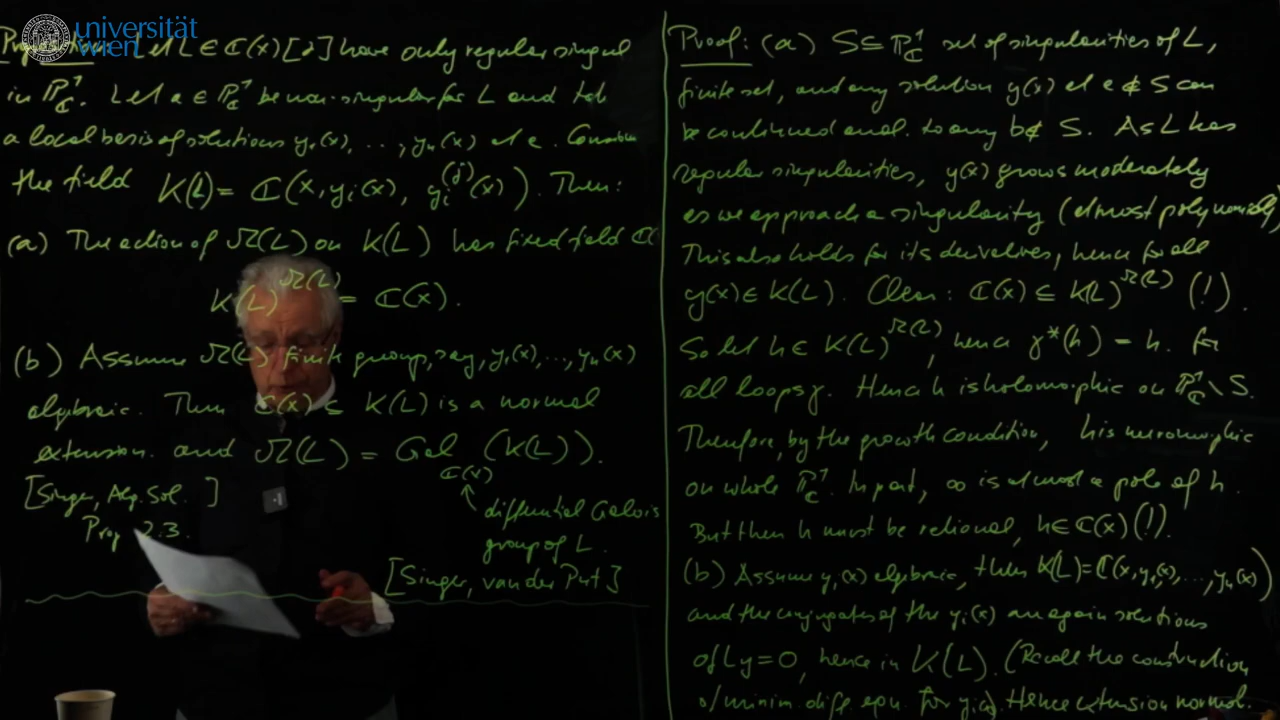 universität
wien
Proposition: Let L ∈ ℂ(x)[∂] have only regular singul
in ℙ¹_ℂ. Let a ∈ ℙ¹_ℂ be non-singular for L and
a local basis of solutions y₁(x), ..., yₙ(x) at a. Consider
the field K(L) = ℂ(x, yᵢ(x), yᵢ⁽ʲ⁾(x)). Then:
(a) The action of Ω(L) on K(L) has fixed field ℂ(
K(L)^Ω(L) = ℂ(x).
(b) Assume Ω(L) finite group, say, y₁(x), ..., yₙ(x)
algebraic. Then ℂ(x) ⊆ K(L) is a normal
extension and Ω(L) = Gal_ℂ(x) (K(L)).
[Singer, Alg. Sol. ]
Prop 2.3.
↑ differential Galois
group of L.
[Singer, van der Put]
Proof: (a) S ⊆ ℙ¹_ℂ set of singularities of L,
finite set, and any solution y(x) at a ∉ S can
be continued anal. to any b ∉ S. As L has
regular singularities, y(x) grows moderately
as we approach a singularity (almost polynomially)
This also holds for its derivatives, hence for all
y(x) ∈ K(L). Clear: ℂ(x) ⊆ K(L)^Ω(L) (!).
So let h ∈ K(L)^Ω(L), hence γ*(h) = h. for
all loops γ. Hence h is holomorphic on ℙ¹_ℂ \ S.
Therefore, by the growth condition, h is meromorphic
on whole ℙ¹_ℂ. In part, ∞ is at most a pole of h.
But then h must be rational, h ∈ ℂ(x) (!).
(b) Assume yᵢ(x) algebraic, then K(L) = ℂ(x, y₁(x), ..., yₙ(x))
and the conjugates of the yᵢ(x) are again solutions
of Ly = 0, hence in K(L). (Recall the construction
of minim. diff. equ. for yᵢ(x). Hence extension normal.